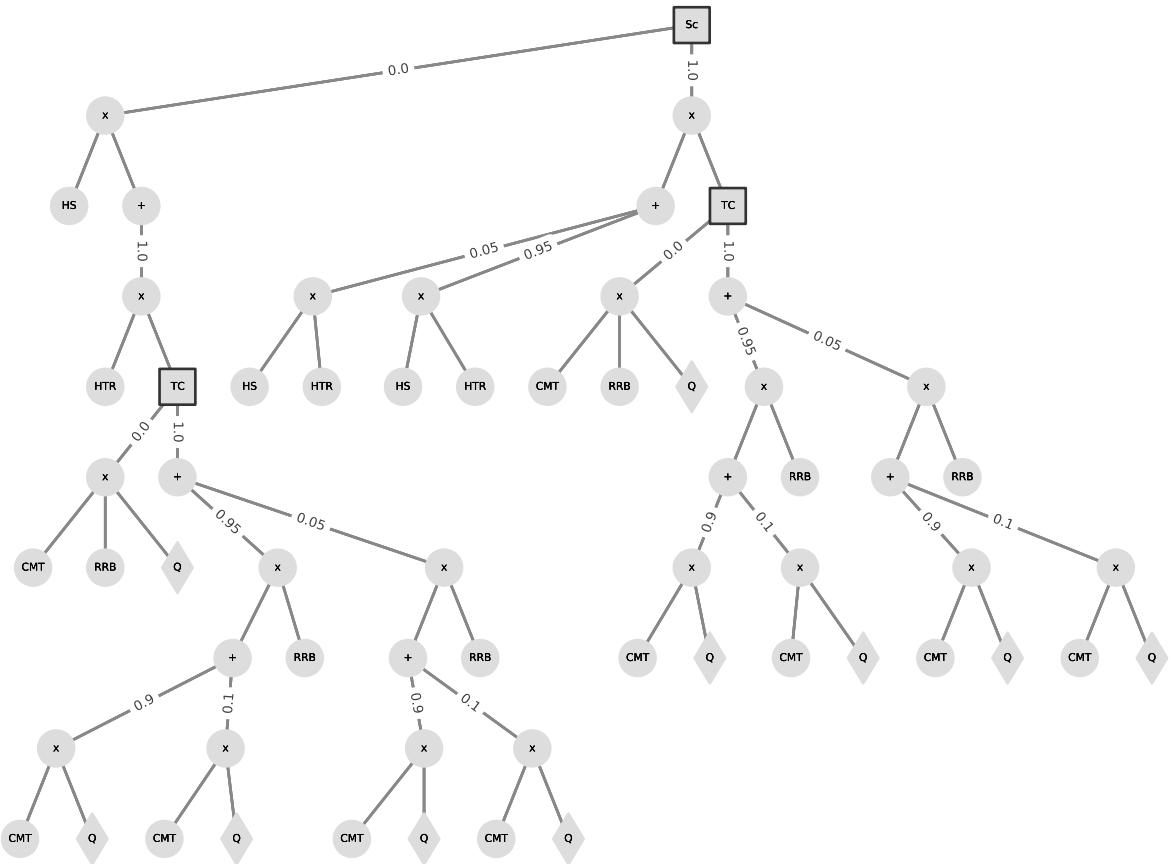 Sc
0.0
1.0
x
x
HS
+
+
TC
1.0
0.05
0.95
0.0
1.0
x
x
x
x
+
0.95
0.05
HTR
TC
HS
HTR
HS
HTR
CMT
RRB
Q
x
x
0.0
1.0
x
+
+
RRB
+
RRB
0.95
0.05
0.9
0.1
0.9
0.1
CMT
RRB
Q
x
x
x
x
x
x
+
RRB
+
RRB
CMT
Q
CMT
Q
CMT
Q
CMT
Q
0.9
0.1
0.9
0.1
x
x
x
x
CMT
Q
CMT
Q
CMT
Q
CMT
Q